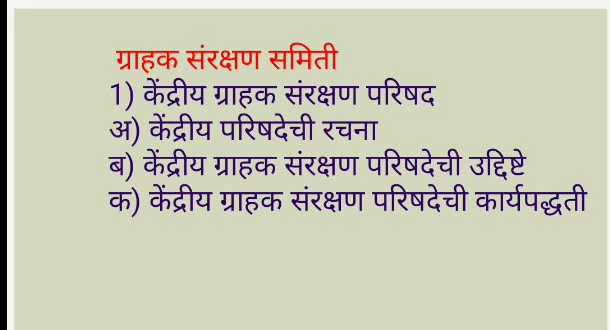 ग्राहक संरक्षण समिती
1) केंद्रीय ग्राहक संरक्षण परिषद
अ) केंद्रीय परिषदेची रचना
ब) केंद्रीय ग्राहक संरक्षण परिषदेची उद्दिष्टे
क) केंद्रीय ग्राहक संरक्षण परिषदेची कार्यपद्धती